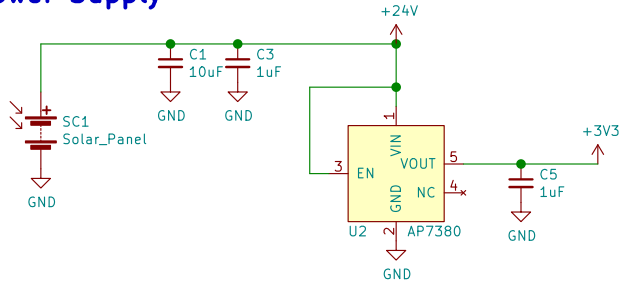 Power Supply
+24V
C1
10uF
C3
1uF
GND
GND
SC1
Solar_Panel
GND
1
VIN
3
EN
VOUT
5
NC
4
GND
2
U2
AP7380
GND
+3V3
C5
1uF
GND